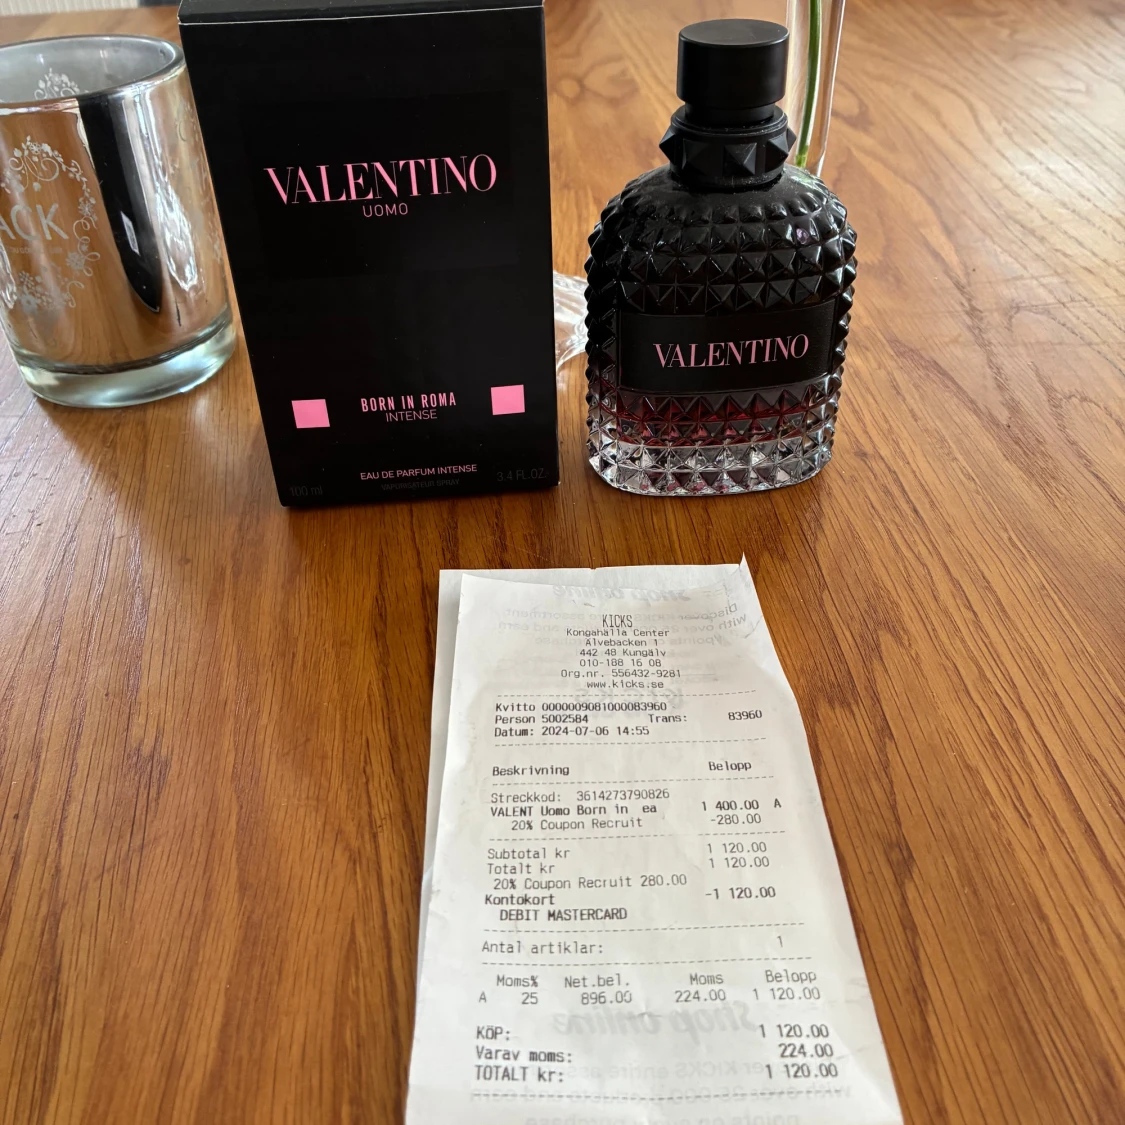 VALENTINO
UOMO
BORN IN ROMA
INTENSE
EAU DE PARFUM INTENSE
VAPORISATEUR SPRAY
100 ml
3.4 FL.OZ.
VALENTINO
ACK
KICKS
Kongahälla Center
Älvebacken 1
442 48 Kungälv
010-188 16 08
Org.nr. 556432-9281
www.kicks.se
Kvitto 0000009081000083960
Person 5002584 Trans: 83960
Datum: 2024-07-06 14:55
Beskrivning Belopp
Streckkod: 3614273790826
VALENT Uomo Born in ea 1 400.00 A
20% Coupon Recruit -280.00
Subtotal kr 1 120.00
Totalt kr 1 120.00
20% Coupon Recruit 280.00
Kontokort -1 120.00
DEBIT MASTERCARD
Antal artiklar: 1
Moms% Net.bel. Moms Belopp
A 25 896.00 224.00 1 120.00
KÖP: 1 120.00
Varav moms: 224.00
TOTALT kr: 1 120.00